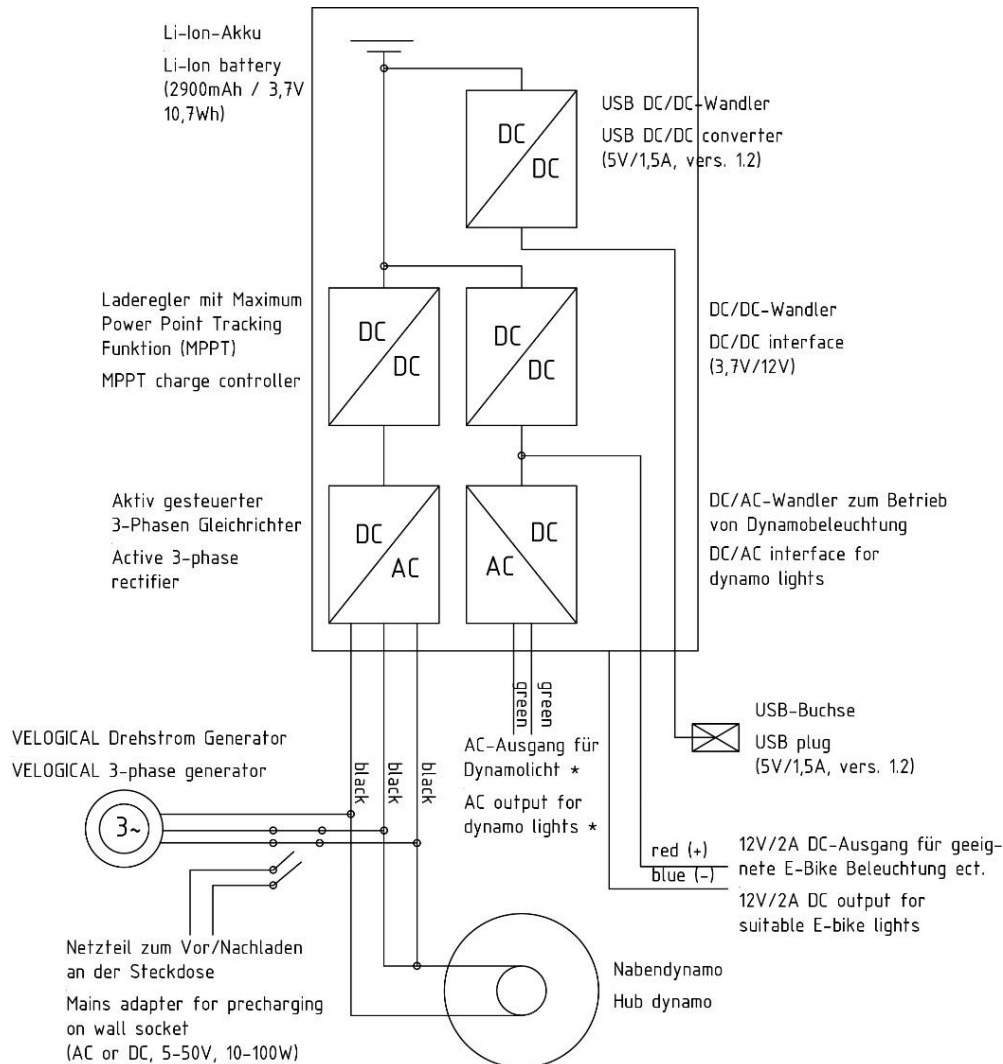 Li-Ion-Akku
Li-Ion battery
(2900mAh / 3,7V
10,7Wh)
DC
DC
USB DC/DC-Wandler
USB DC/DC converter
(5V/1,5A, vers. 1.2)
Laderegler mit Maximum
Power Point Tracking
Funktion (MPPT)
MPPT charge controller
DC
DC
DC
DC
DC/DC-Wandler
DC/DC interface
(3,7V/12V)
Aktiv gesteuerter
3-Phasen Gleichrichter
Active 3-phase
rectifier
DC
AC
DC
AC
DC/AC-Wandler zum Betrieb
von Dynamobeleuchtung
DC/AC interface for
dynamo lights
green
green
black
black
black
AC-Ausgang für
Dynamolicht *
AC output for
dynamo lights *
USB-Buchse
USB plug
(5V/1,5A, vers. 1.2)
VELOGICAL Drehstrom Generator
VELOGICAL 3-phase generator
3~
red (+)
blue (-)
12V/2A DC-Ausgang für geeig-
nete E-Bike Beleuchtung ect.
12V/2A DC output for
suitable E-bike lights
Netzteil zum Vor/Nachladen
an der Steckdose
Mains adapter for precharging
on wall socket
(AC or DC, 5-50V, 10-100W)
Nabendynamo
Hub dynamo